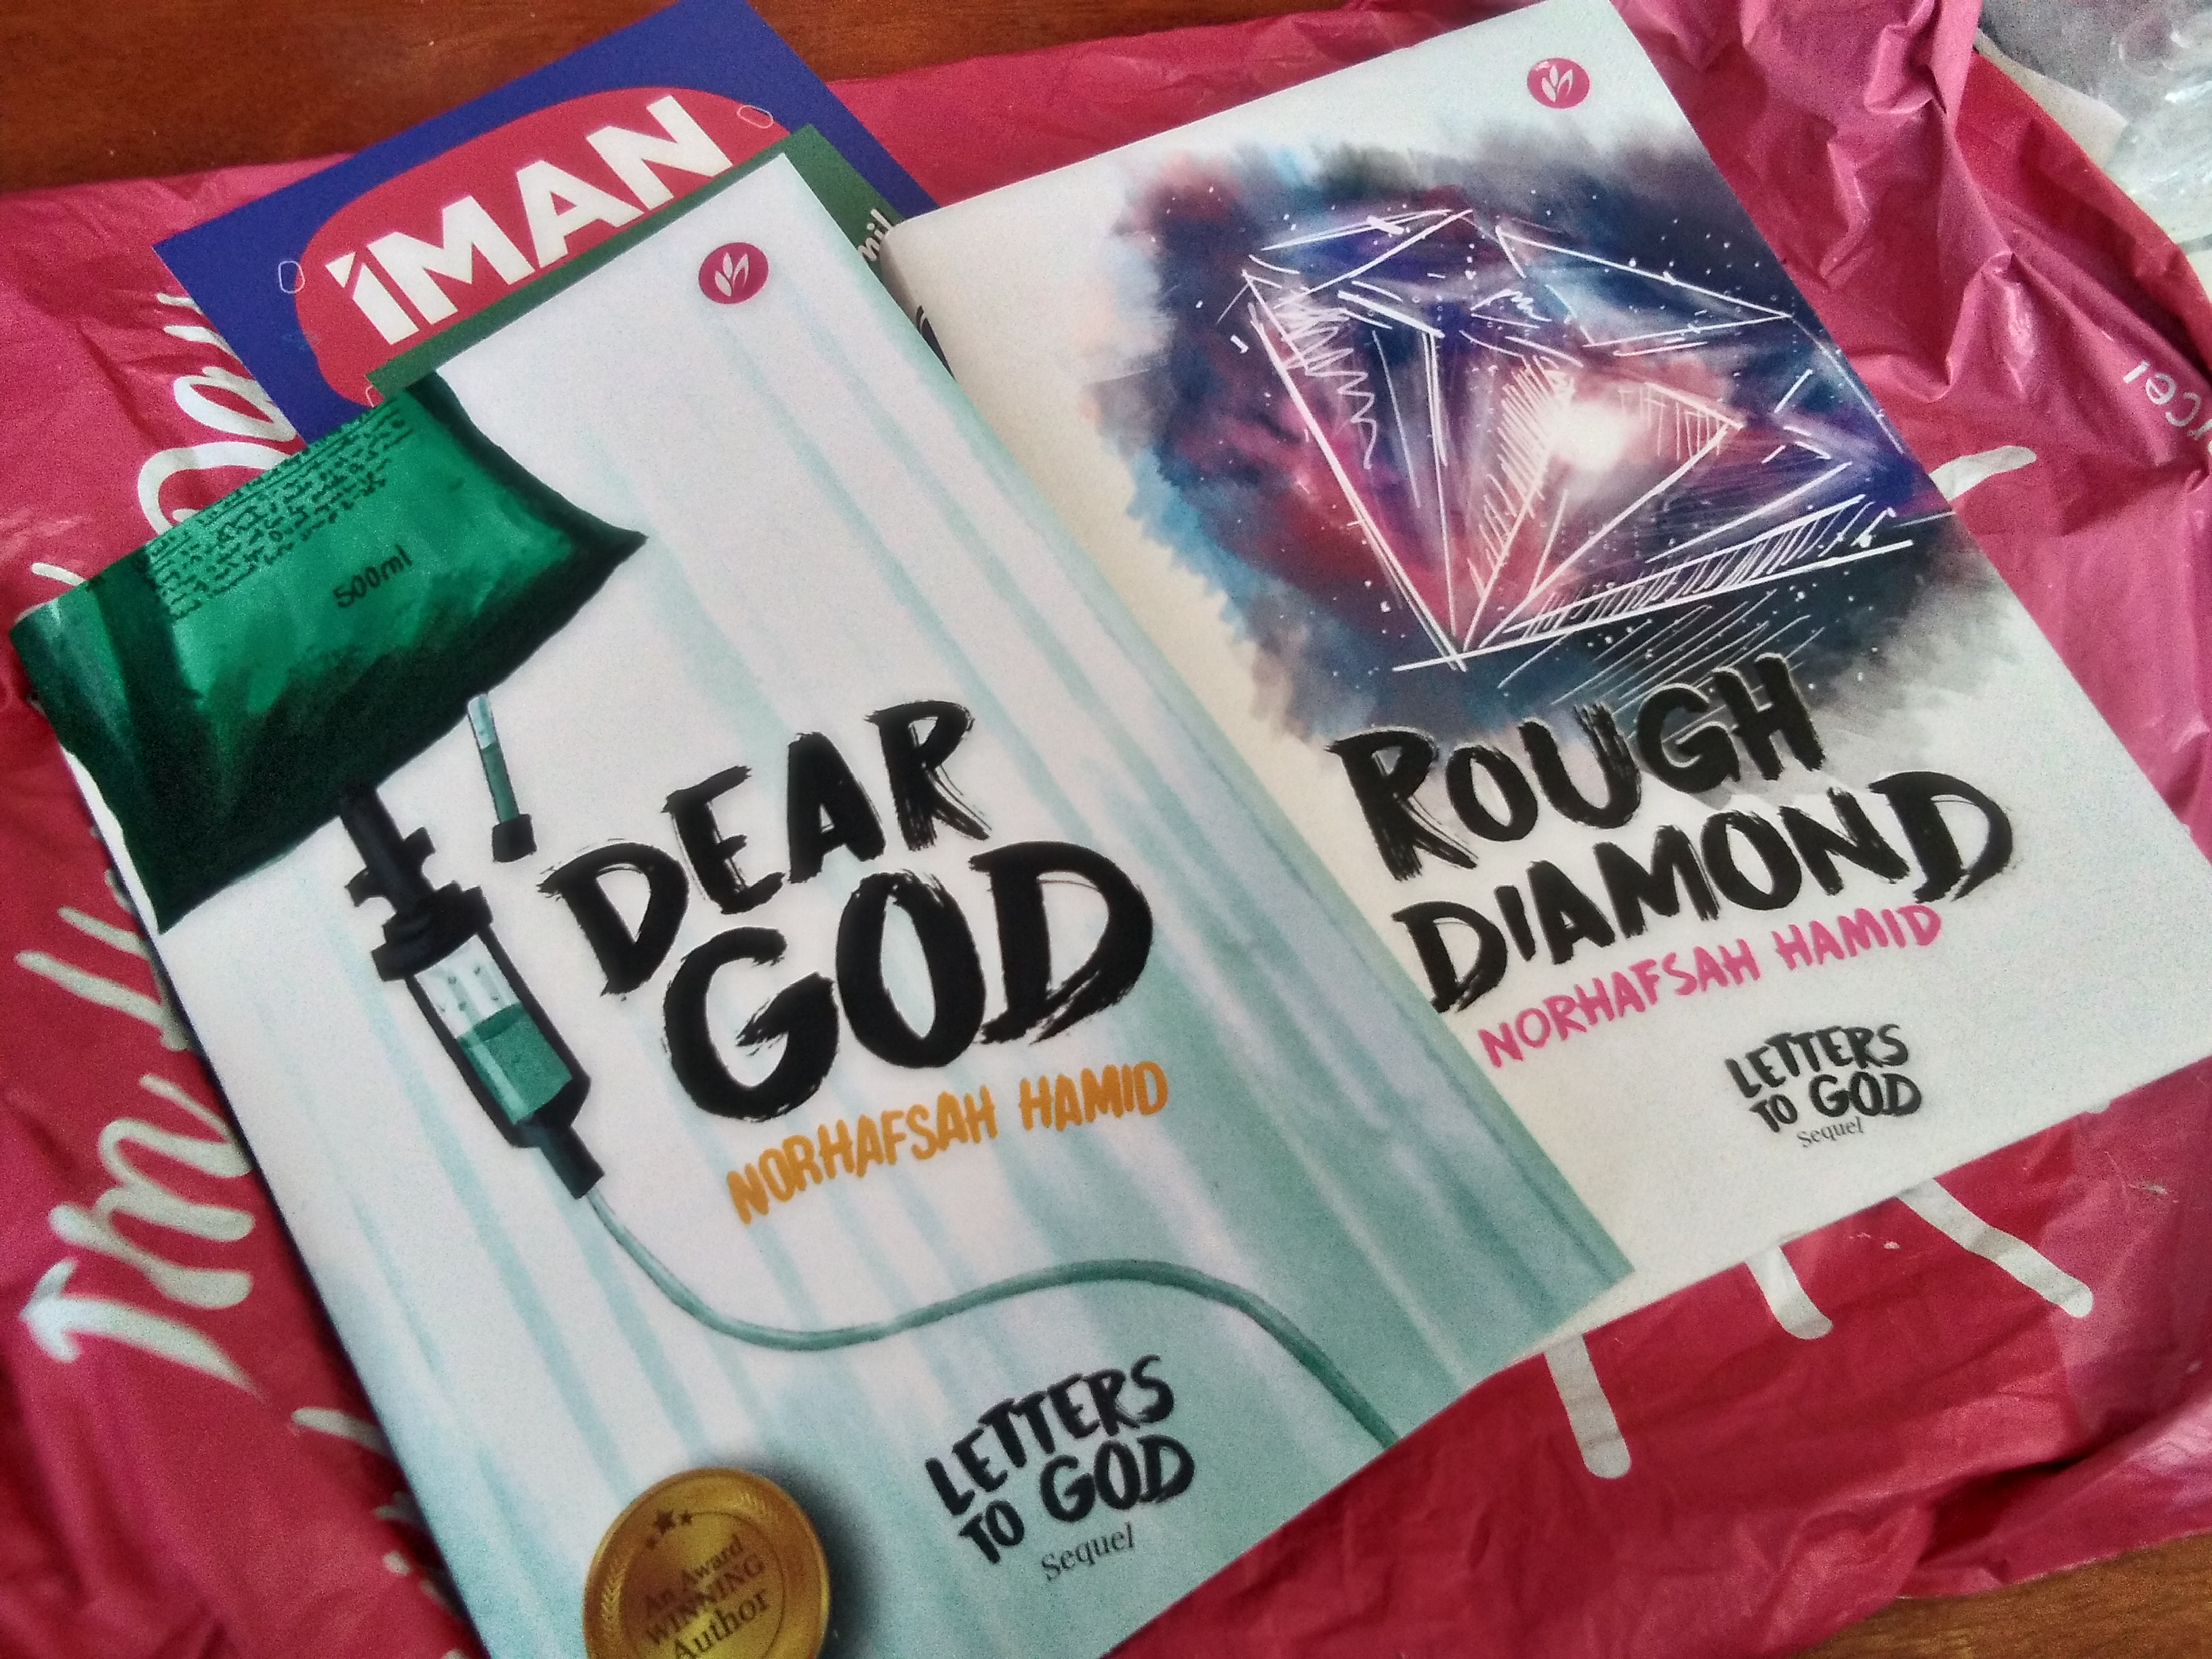 iMAN
500ml
DEAR
GOD
NORHAFSAH HAMID
LETTERS
TO GOD
Sequel
An Award
WINNING
Author
ROUGH
DIAMOND
NORHAFSAH HAMID
LETTERS
TO GOD
Sequel